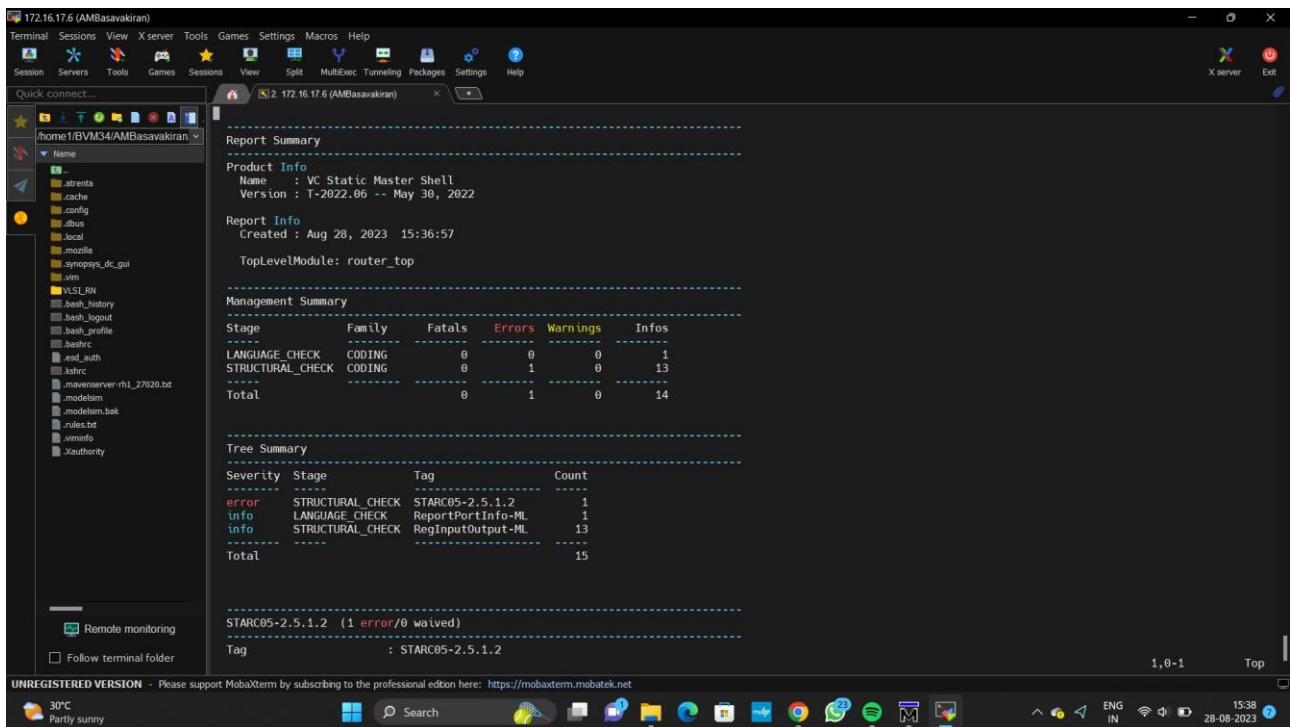 172.16.17.6 (AMBasavakiran)
Terminal Sessions View X server Tools Games Settings Macros Help
Session Servers Tools Games Sessions View Split MultiExec Tunneling Packages Settings Help X server Exit
Quick connect...
2. 172.16.17.6 (AMBasavakiran)
/home1/BVM34/AMBasavakiran
Name
..
.atrenta
.cache
.config
.dbus
.local
.mozilla
.synopsys_dc_gui
.vim
VLSI_RN
.bash_history
.bash_logout
.bash_profile
.bashrc
.esd_auth
.kshrc
.mavenserver-rh1_27020.txt
.modelsim
.modelsim.bak
.rules.txt
.viminfo
.Xauthority
Remote monitoring
Follow terminal folder
Report Summary
Product Info
Name : VC Static Master Shell
Version : T-2022.06 -- May 30, 2022
Report Info
Created : Aug 28, 2023 15:36:57
TopLevelModule: router_top
Management Summary
Stage Family Fatals Errors Warnings Infos
LANGUAGE_CHECK CODING 0 0 0 1
STRUCTURAL_CHECK CODING 0 1 0 13
Total 0 1 0 14
Tree Summary
Severity Stage Tag Count
error STRUCTURAL_CHECK STARC05-2.5.1.2 1
info LANGUAGE_CHECK ReportPortInfo-ML 1
info STRUCTURAL_CHECK RegInputOutput-ML 13
Total 15
STARC05-2.5.1.2 (1 error/0 waived)
Tag : STARC05-2.5.1.2
1,0-1 Top
UNREGISTERED VERSION - Please support MobaXterm by subscribing to the professional edition here: https://mobaxterm.mobatek.net
30°C
Partly sunny
Search
23
ENG
IN
15:38
28-08-2023
7